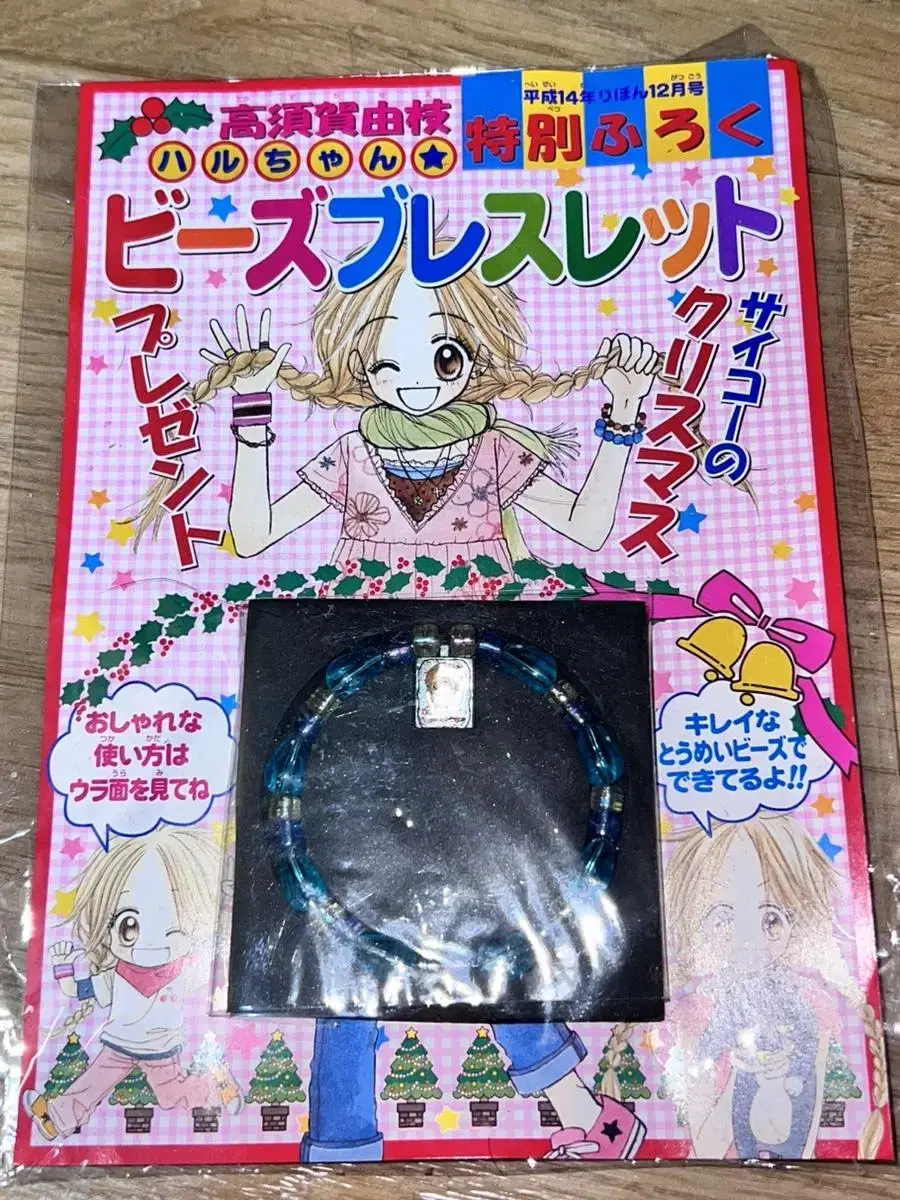 平成14年りぼん12月号
特別ふろく
高須賀由枝
ハルちゃん★
ビーズブレスレット
サイコーの
クリスマス
プレゼント
おしゃれな
使い方は
ウラ面を見てね
キレイな
とうめいビーズで
できてるよ!!